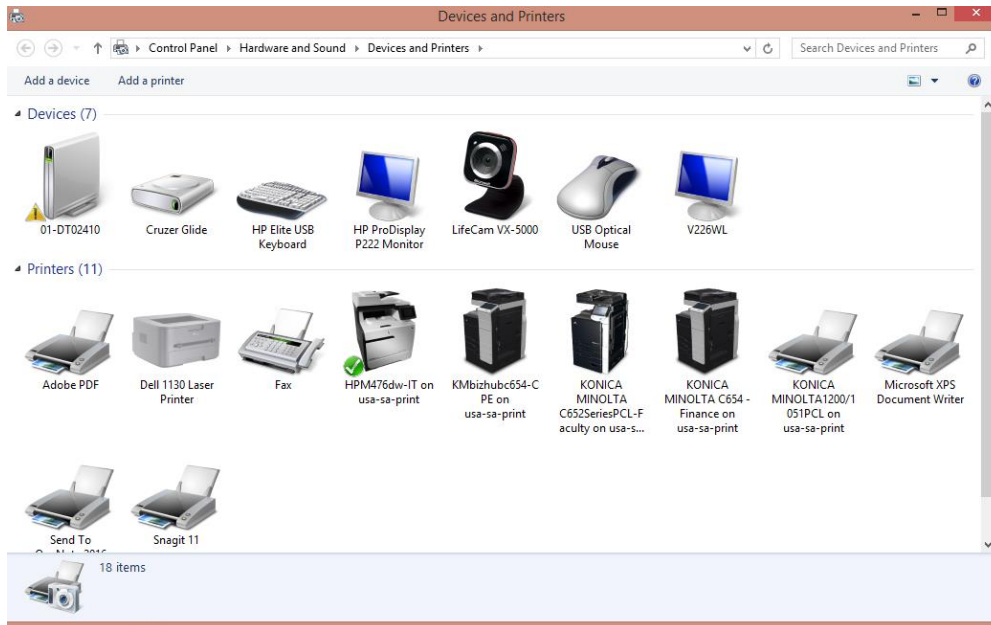 Devices and Printers
Control Panel Hardware and Sound Devices and Printers
Search Devices and Printers
Add a device Add a printer
Devices (7)
01-DT02410
Cruzer Glide
HP Elite USB
Keyboard
HP ProDisplay
P222 Monitor
LifeCam VX-5000
USB Optical
Mouse
V226WL
Printers (11)
Adobe PDF
Dell 1130 Laser
Printer
Fax
HPM476dw-IT on
usa-sa-print
KMbizhubc654-C
PE on
usa-sa-print
KONICA
MINOLTA
C652SeriesPCL-F
aculty on usa-s...
KONICA
MINOLTA C654 -
Finance on
usa-sa-print
KONICA
MINOLTA1200/1
051PCL on
usa-sa-print
Microsoft XPS
Document Writer
Send To
OneNote 2016
Snagit 11
18 items